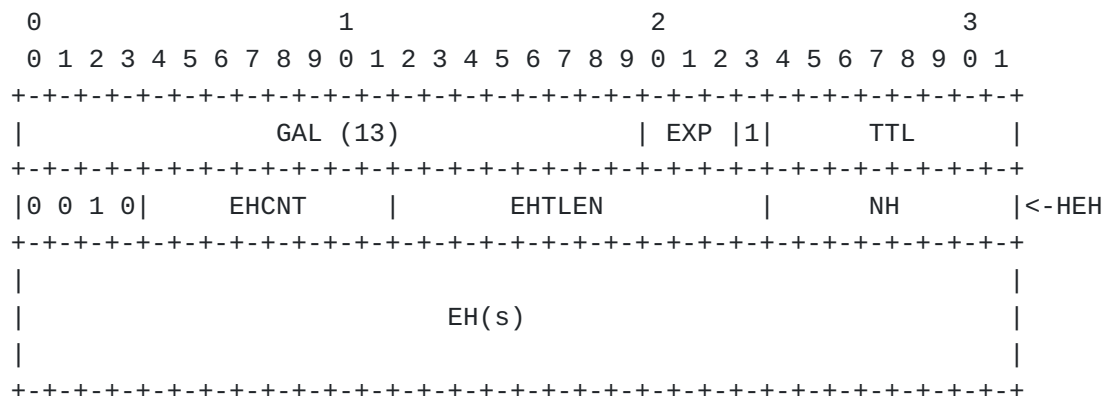 0                   1                   2                   3
 0 1 2 3 4 5 6 7 8 9 0 1 2 3 4 5 6 7 8 9 0 1 2 3 4 5 6 7 8 9 0 1
+-+-+-+-+-+-+-+-+-+-+-+-+-+-+-+-+-+-+-+-+-+-+-+-+-+-+-+-+-+-+-+-+
|                GAL (13)               | EXP |1|      TTL      |
+-+-+-+-+-+-+-+-+-+-+-+-+-+-+-+-+-+-+-+-+-+-+-+-+-+-+-+-+-+-+-+-+
|0 0 1 0|     EHCNT     |       EHTLEN          |      NH       |<-HEH
+-+-+-+-+-+-+-+-+-+-+-+-+-+-+-+-+-+-+-+-+-+-+-+-+-+-+-+-+-+-+-+-+
|                                                               |
|                           EH(s)                               |
|                                                               |
+-+-+-+-+-+-+-+-+-+-+-+-+-+-+-+-+-+-+-+-+-+-+-+-+-+-+-+-+-+-+-+-+